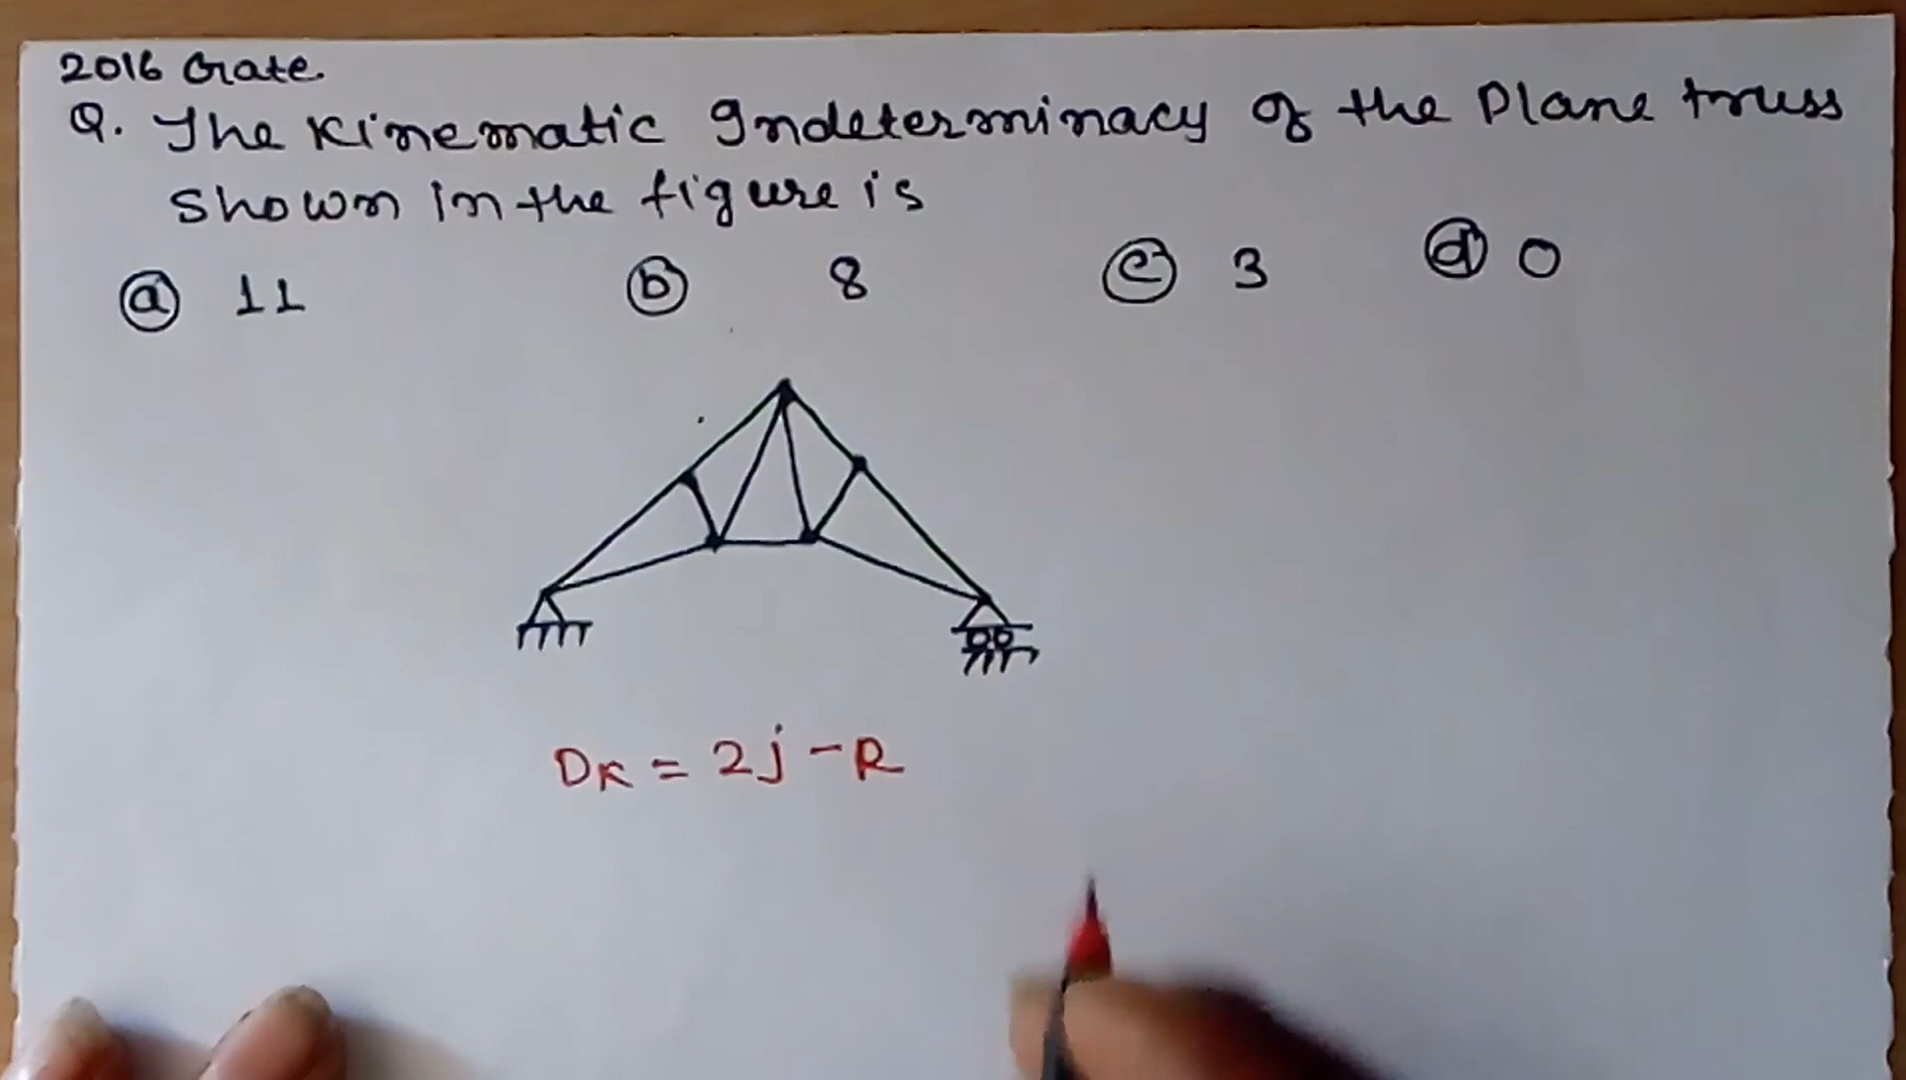 2016 Grate.
Q. The Kinematic Indeterminacy of the Plane truss
shown in the figure is
(a) 11 (b) 8 (c) 3 (d) 0
DK = 2j - R